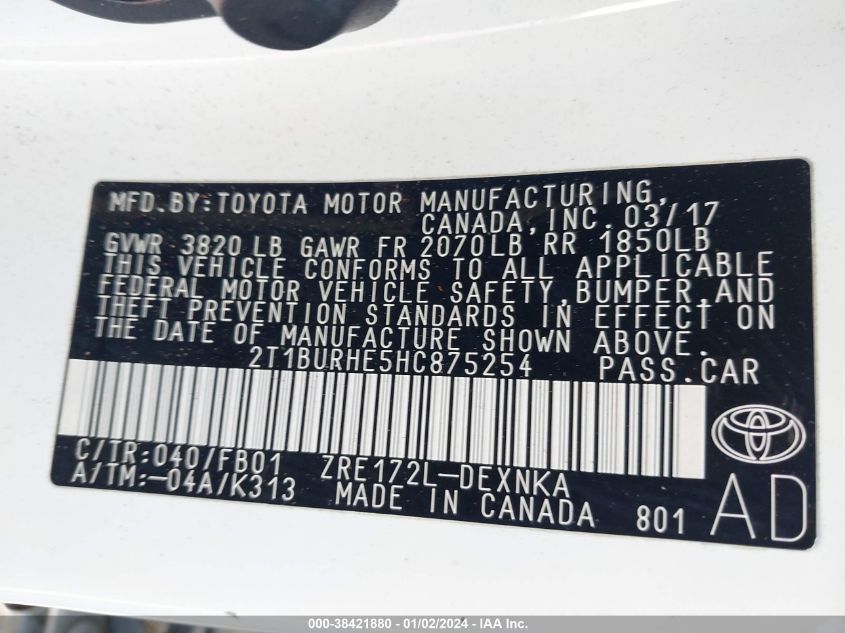 MFD.BY:TOYOTA MOTOR MANUFACTURING,
CANADA,INC.03/17
GVWR 3820 LB GAWR FR 2070LB RR 1850LB
THIS VEHICLE CONFORMS TO ALL APPLICABLE
FEDERAL MOTOR VEHICLE SAFETY,BUMPER,AND
THEFT PREVENTION STANDARDS IN EFFECT ON
THE DATE OF MANUFACTURE SHOWN ABOVE.
2T1BURHE5HC875254 PASS.CAR
C/TR:040/FB01 ZRE172L-DEXNKA
A/TM:-04A/K313 MADE IN CANADA 801 AD
000-38421880 - 01/02/2024 - IAA Inc.